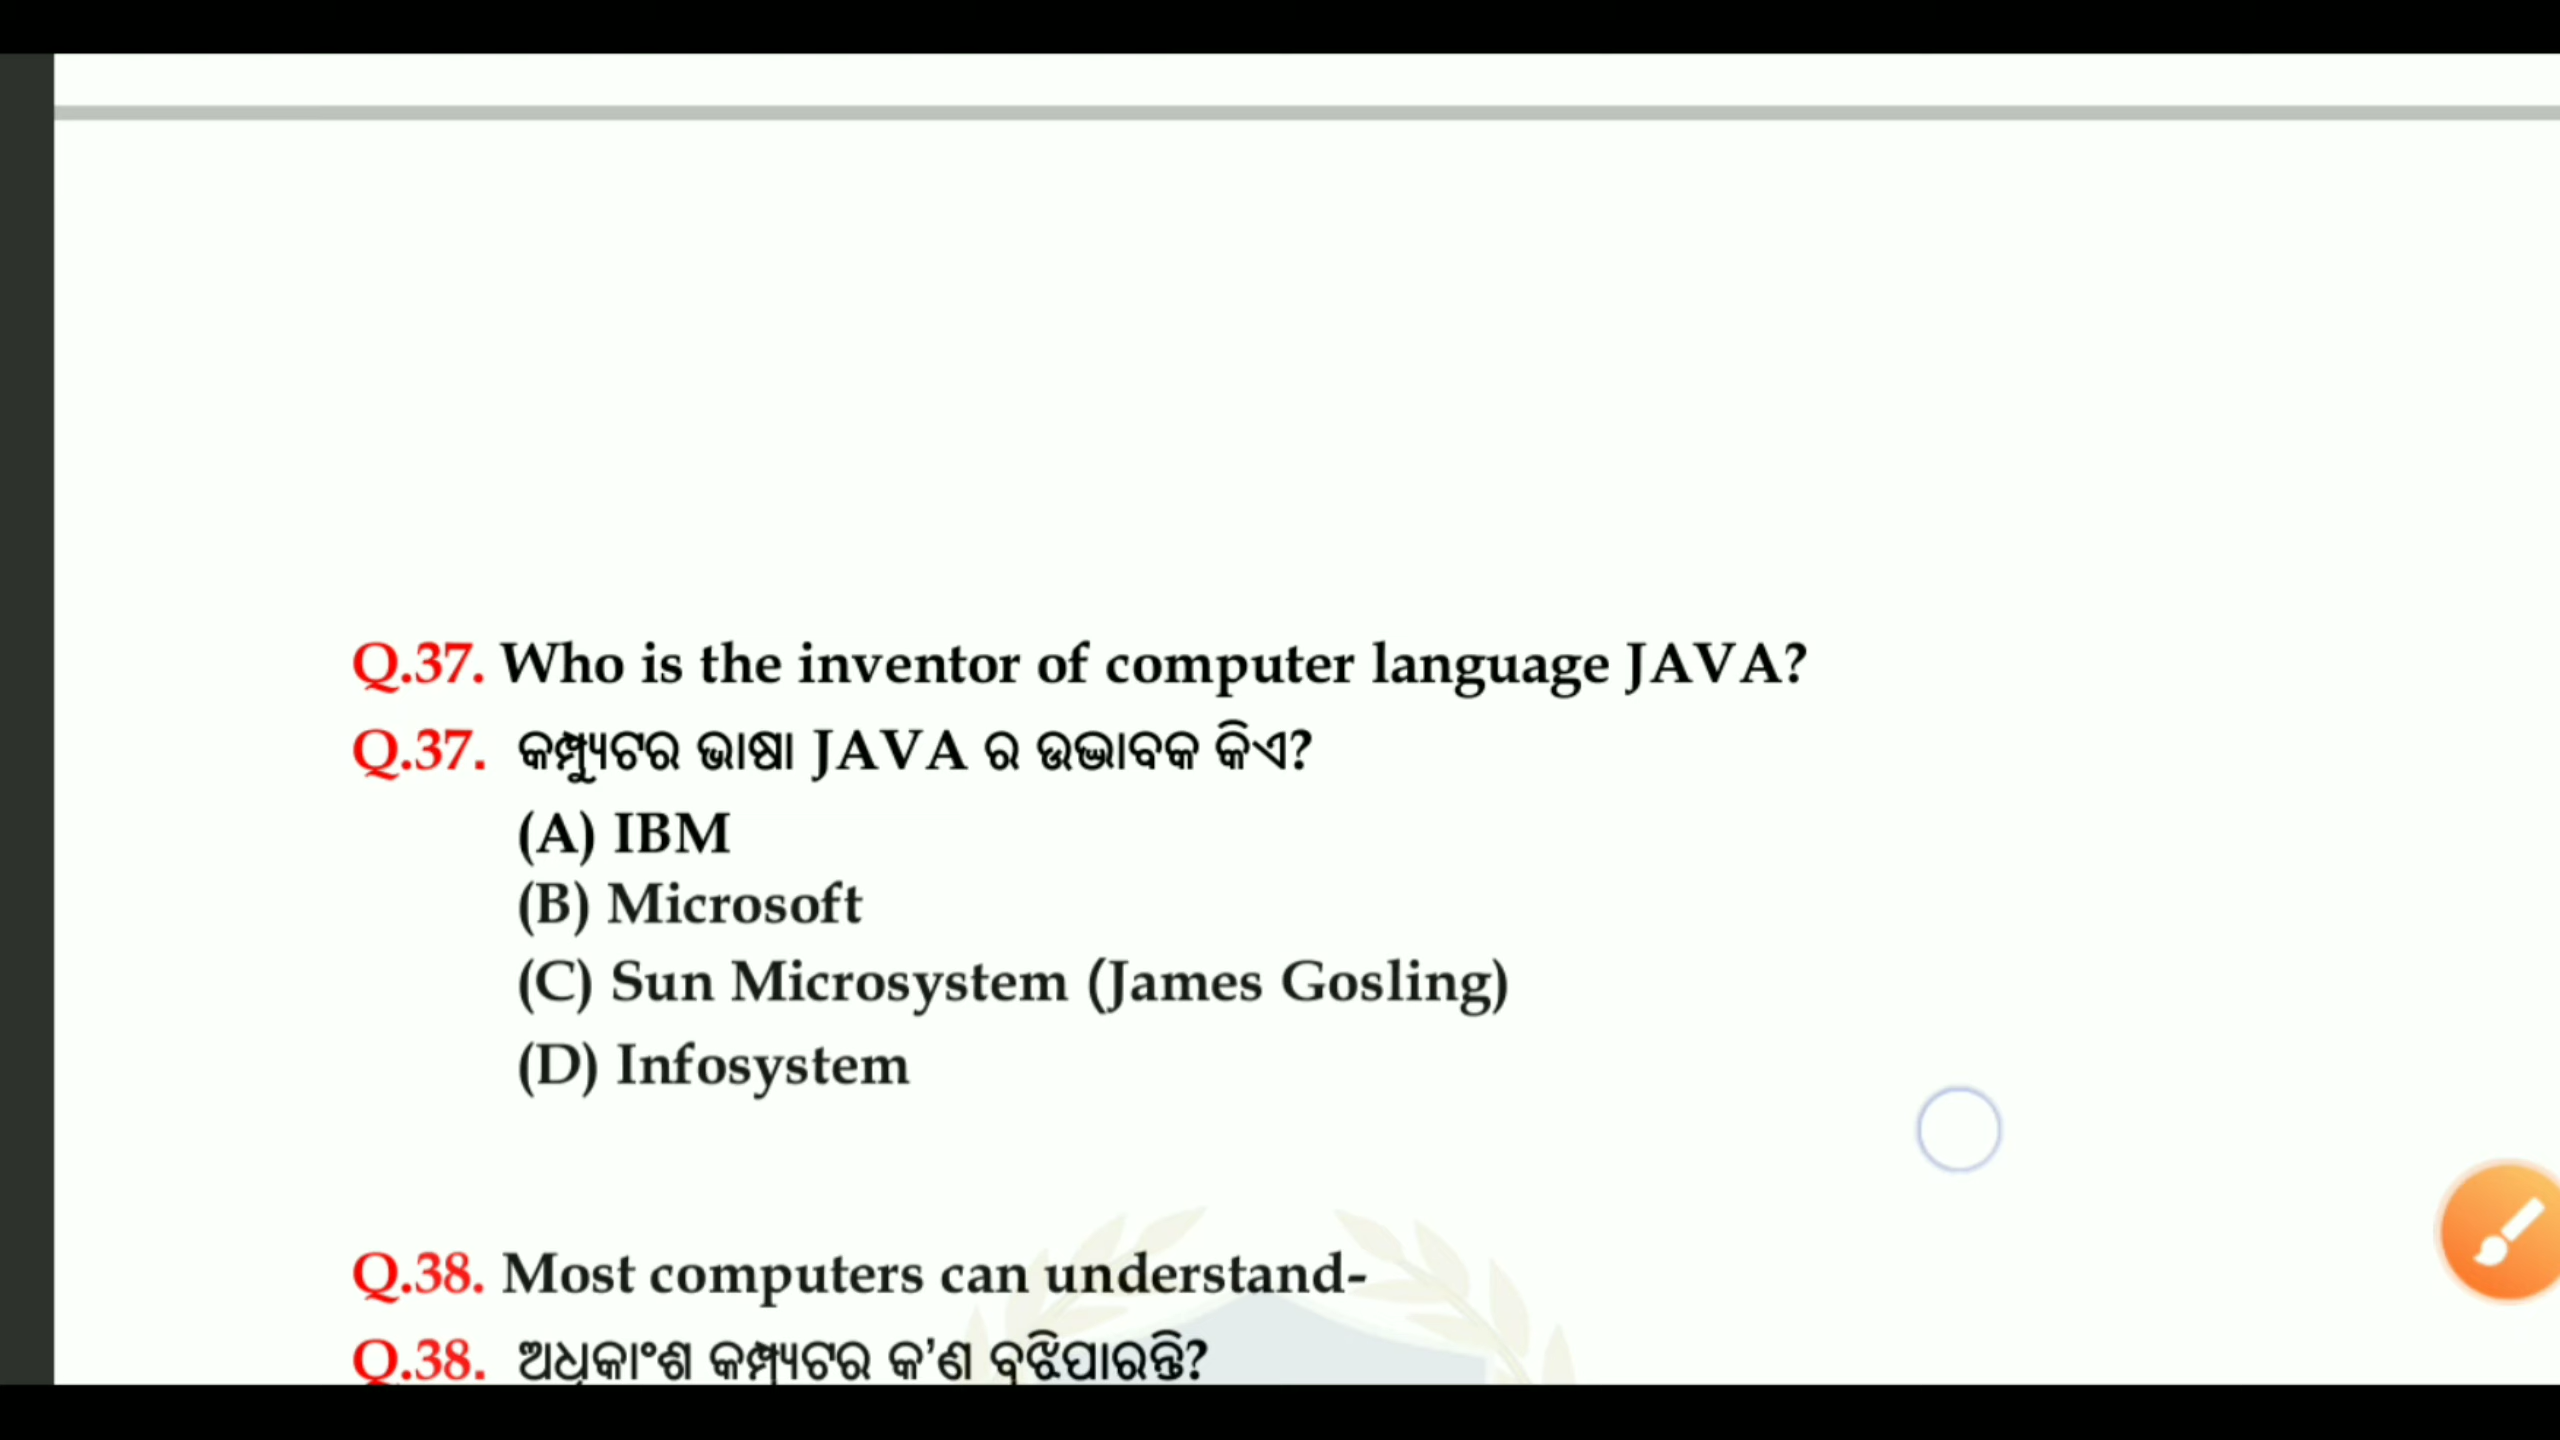 Q.37. Who is the inventor of computer language JAVA?
Q.37. କମ୍ପ୍ୟୁଟର ଭାଷା JAVA ର ଉଦ୍ଭାବକ କିଏ?
(A) IBM
(B) Microsoft
(C) Sun Microsystem (James Gosling)
(D) Infosystem
Q.38. Most computers can understand-
Q.38. ଅଧିକାଂଶ କମ୍ପ୍ୟୁଟର କ'ଣ ବୁଝିପାରନ୍ତି?